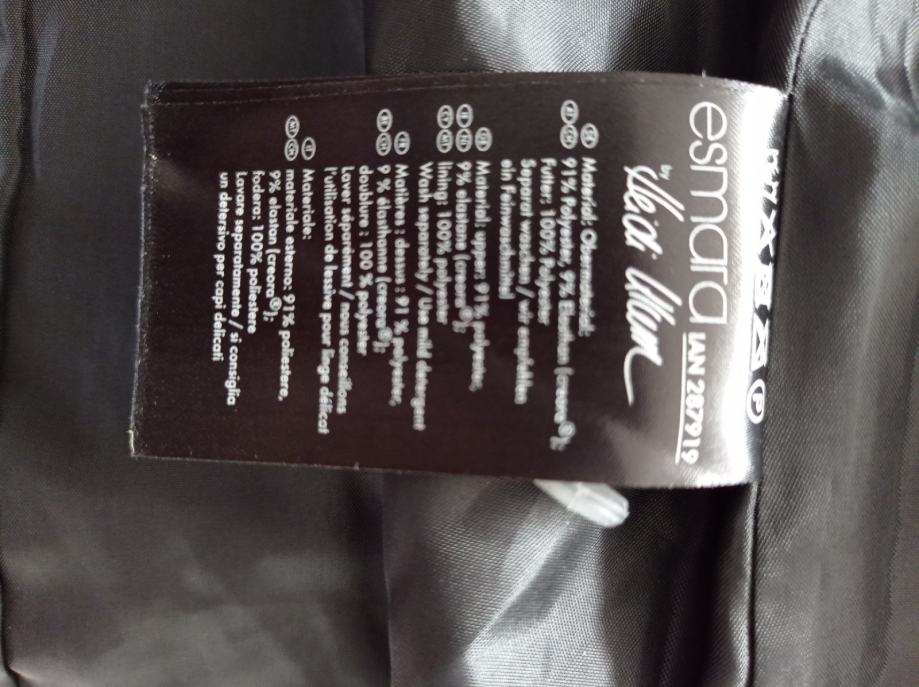 esmara
by Heidi Klum
IAN 287919
DE AT CH
Material: Obermaterial:
91% Polyester, 9% Elasthan (creora®);
Futter: 100% Polyester
Separat waschen / wir empfehlen
ein Feinwaschmittel
Material: upper: 91% polyester,
9% elastane (creora®);
lining: 100% polyester
Wash separately / Use mild detergent
Matières : dessus : 91 % polyester,
9 % élasthanne (creora®);
doublure : 100 % polyester
Laver séparément / nous conseillons
l'utilisation de lessive pour linge délicat
Materiale:
materiale esterno: 91% poliestere,
9% elastan (creora®);
fodera: 100% poliestere
Lavare separatamente / si consiglia
un detersivo per capi delicati
P